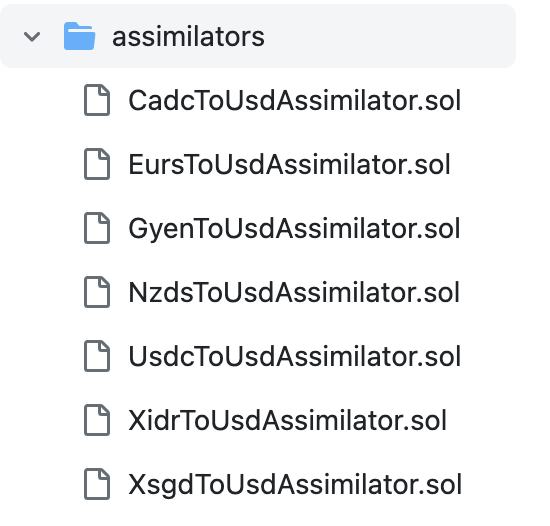 assimilators
CadcToUsdAssimilator.sol
EursToUsdAssimilator.sol
GyenToUsdAssimilator.sol
NzdsToUsdAssimilator.sol
UsdcToUsdAssimilator.sol
XidrToUsdAssimilator.sol
XsgdToUsdAssimilator.sol